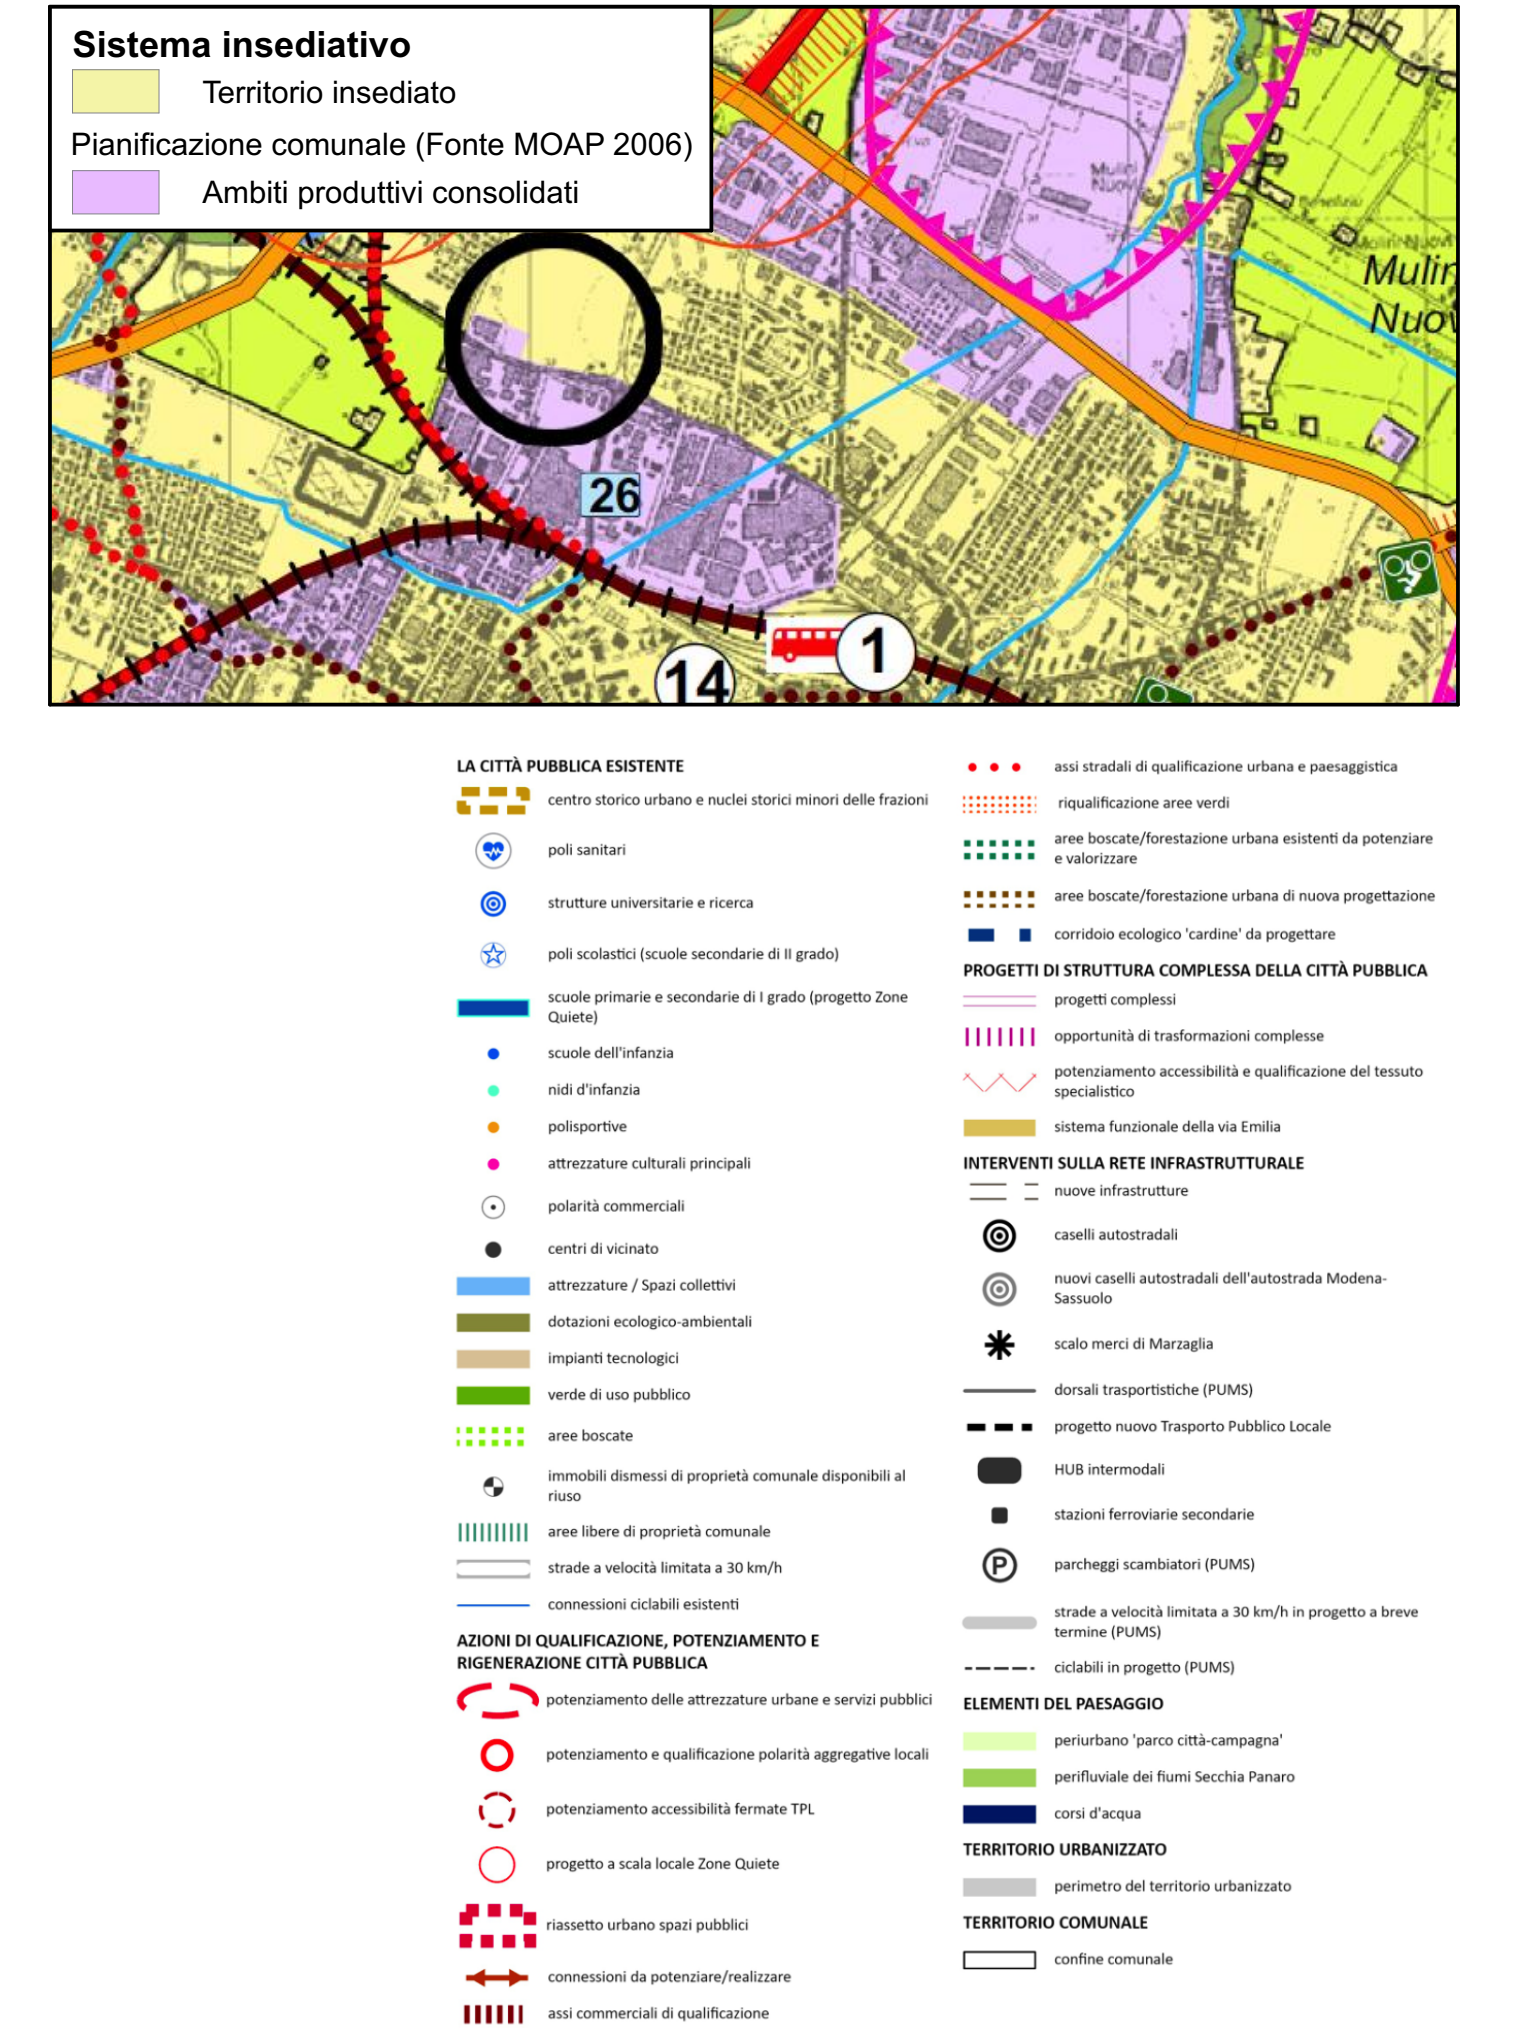 Sistema insediativo
Territorio insediato
Pianificazione comunale (Fonte MOAP 2006)
Ambiti produttivi consolidati
Mulini
Nuovi
Mulin
Nuov
26
14
1
LA CITTÀ PUBBLICA ESISTENTE
centro storico urbano e nuclei storici minori delle frazioni
poli sanitari
strutture universitarie e ricerca
poli scolastici (scuole secondarie di II grado)
scuole primarie e secondarie di I grado (progetto Zone
Quiete)
scuole dell'infanzia
nidi d'infanzia
polisportive
attrezzature culturali principali
polarità commerciali
centri di vicinato
attrezzature / Spazi collettivi
dotazioni ecologico-ambientali
impianti tecnologici
verde di uso pubblico
aree boscate
immobili dismessi di proprietà comunale disponibili al
riuso
aree libere di proprietà comunale
strade a velocità limitata a 30 km/h
connessioni ciclabili esistenti
AZIONI DI QUALIFICAZIONE, POTENZIAMENTO E
RIGENERAZIONE CITTÀ PUBBLICA
potenziamento delle attrezzature urbane e servizi pubblici
potenziamento e qualificazione polarità aggregative locali
potenziamento accessibilità fermate TPL
progetto a scala locale Zone Quiete
riassetto urbano spazi pubblici
connessioni da potenziare/realizzare
assi commerciali di qualificazione
assi stradali di qualificazione urbana e paesaggistica
riqualificazione aree verdi
aree boscate/forestazione urbana esistenti da potenziare
e valorizzare
aree boscate/forestazione urbana di nuova progettazione
corridoio ecologico 'cardine' da progettare
PROGETTI DI STRUTTURA COMPLESSA DELLA CITTÀ PUBBLICA
progetti complessi
opportunità di trasformazioni complesse
potenziamento accessibilità e qualificazione del tessuto
specialistico
sistema funzionale della via Emilia
INTERVENTI SULLA RETE INFRASTRUTTURALE
nuove infrastrutture
caselli autostradali
nuovi caselli autostradali dell'autostrada Modena-
Sassuolo
scalo merci di Marzaglia
dorsali trasportistiche (PUMS)
progetto nuovo Trasporto Pubblico Locale
HUB intermodali
stazioni ferroviarie secondarie
P
parcheggi scambiatori (PUMS)
strade a velocità limitata a 30 km/h in progetto a breve
termine (PUMS)
ciclabili in progetto (PUMS)
ELEMENTI DEL PAESAGGIO
periurbano 'parco città-campagna'
perifluviale dei fiumi Secchia Panaro
corsi d'acqua
TERRITORIO URBANIZZATO
perimetro del territorio urbanizzato
TERRITORIO COMUNALE
confine comunale